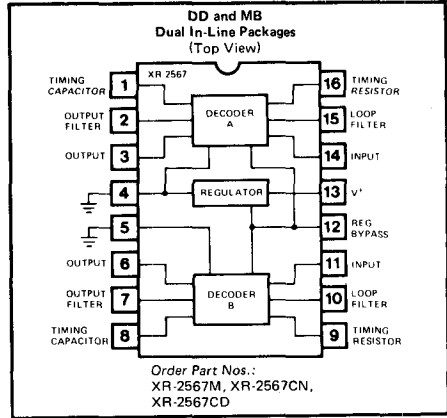 DD and MB
Dual In-Line Packages
(Top View)
XR 2567
TIMING
CAPACITOR
1
OUTPUT
FILTER
2
OUTPUT
3
4
5
OUTPUT
6
OUTPUT
FILTER
7
TIMING
CAPACITOR
8
DECODER
A
REGULATOR
DECODER
B
16
TIMING
RESISTOR
15
LOOP
FILTER
14
INPUT
13
V+
12
REG
BYPASS
11
INPUT
10
LOOP
FILTER
9
TIMING
RESISTOR
Order Part Nos.:
XR-2567M, XR-2567CN,
XR-2567CD